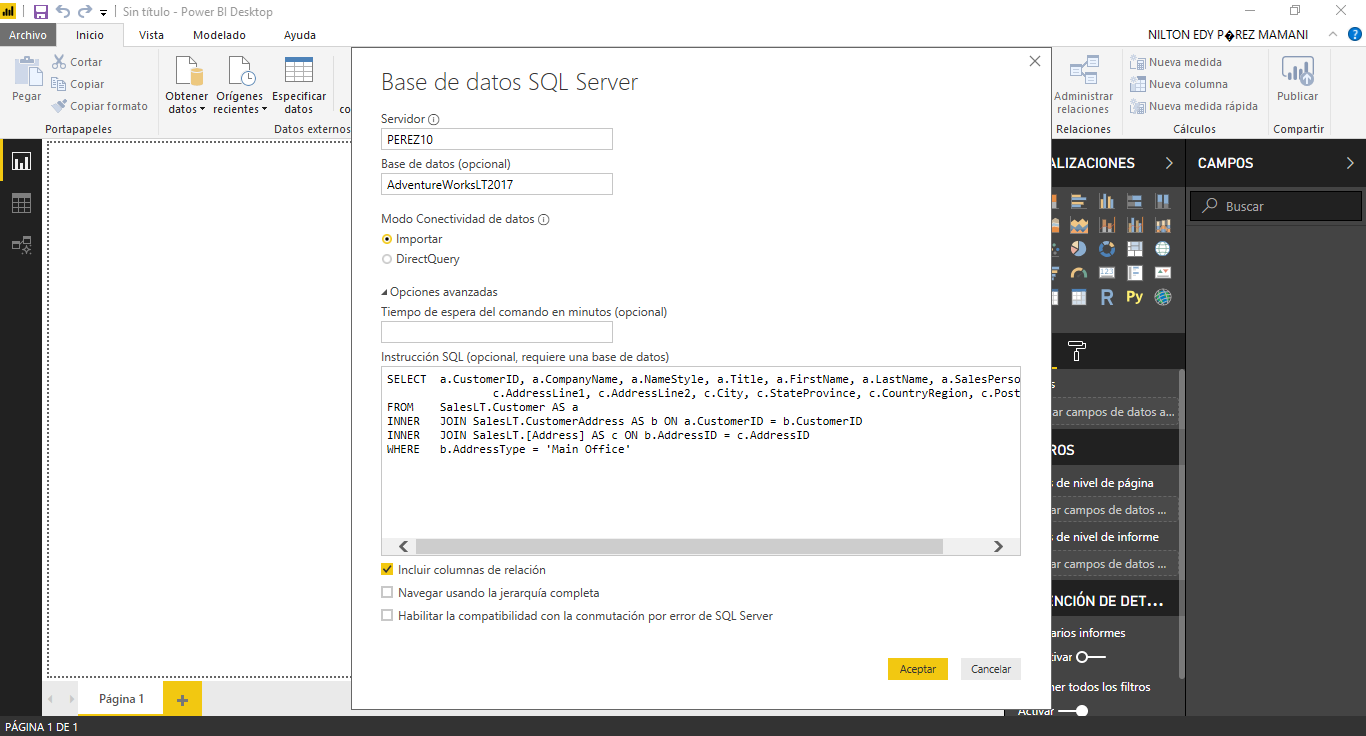 Sin título - Power BI Desktop
Archivo
Inicio
Vista
Modelado
Ayuda
NILTON EDY P�REZ MAMANI
Pegar
Cortar
Copiar
Copiar formato
Portapapeles
Obtener datos
Orígenes recientes
Especificar datos
Datos externos
Administrar relaciones
Relaciones
Nueva medida
Nueva columna
Nueva medida rápida
Cálculos
Publicar
Compartir
Base de datos SQL Server
Servidor
PEREZ10
Base de datos (opcional)
AdventureWorksLT2017
Modo Conectividad de datos
Importar
DirectQuery
Opciones avanzadas
Tiempo de espera del comando en minutos (opcional)
Instrucción SQL (opcional, requiere una base de datos)
SELECT  a.CustomerID, a.CompanyName, a.NameStyle, a.Title, a.FirstName, a.LastName, a.SalesPerso
c.AddressLine1, c.AddressLine2, c.City, c.StateProvince, c.CountryRegion, c.Post
FROM    SalesLT.Customer AS a
INNER   JOIN SalesLT.CustomerAddress AS b ON a.CustomerID = b.CustomerID
INNER   JOIN SalesLT.[Address] AS c ON b.AddressID = c.AddressID
WHERE   b.AddressType = 'Main Office'
Incluir columnas de relación
Navegar usando la jerarquía completa
Habilitar la compatibilidad con la conmutación por error de SQL Server
Aceptar
Cancelar
ALIZACIONES
R
Py
ar campos de datos a...
ROS
s de nivel de página
ar campos de datos ...
s de nivel de informe
ar campos de datos ...
NCIÓN DE DET...
arios informes
tivar
ner todos los filtros
Activar
CAMPOS
Buscar
Página 1
PÁGINA 1 DE 1